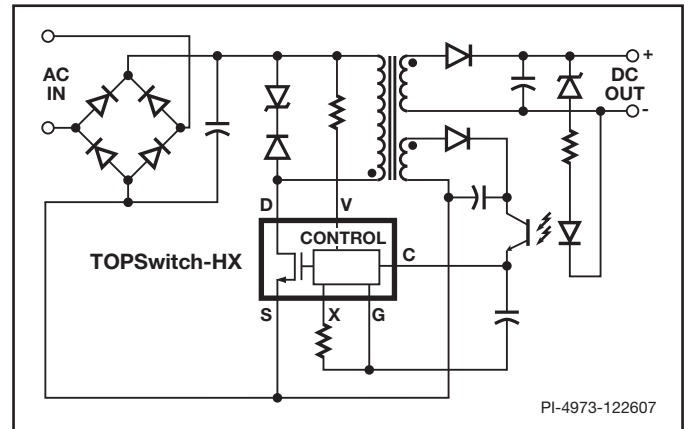 AC
IN
+
DC
OUT
-
D
V
CONTROL
C
TOPSwitch-HX
S
X
G
PI-4973-122607